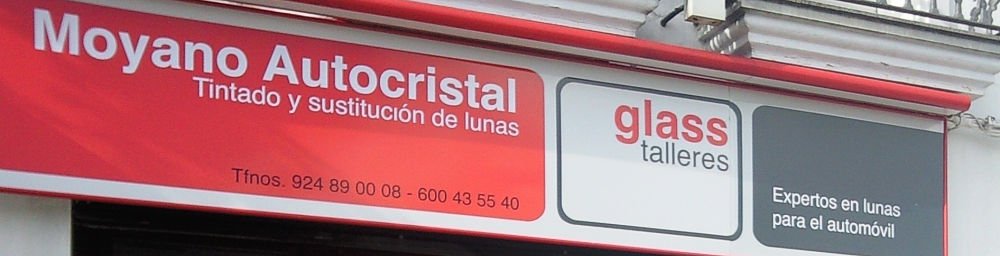 Moyano Autocristal
Tintado y sustitución de lunas
Tfnos. 924 89 00 08 - 600 43 55 40
glass
talleres
Expertos en lunas
para el automóvil